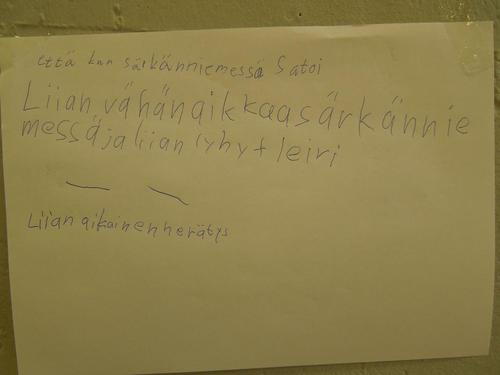 että kun särkänniemessä Satoi
Liian vähän aikkaa särkännie
messä ja liian lyhyt leiri
Liian aikainen herätys